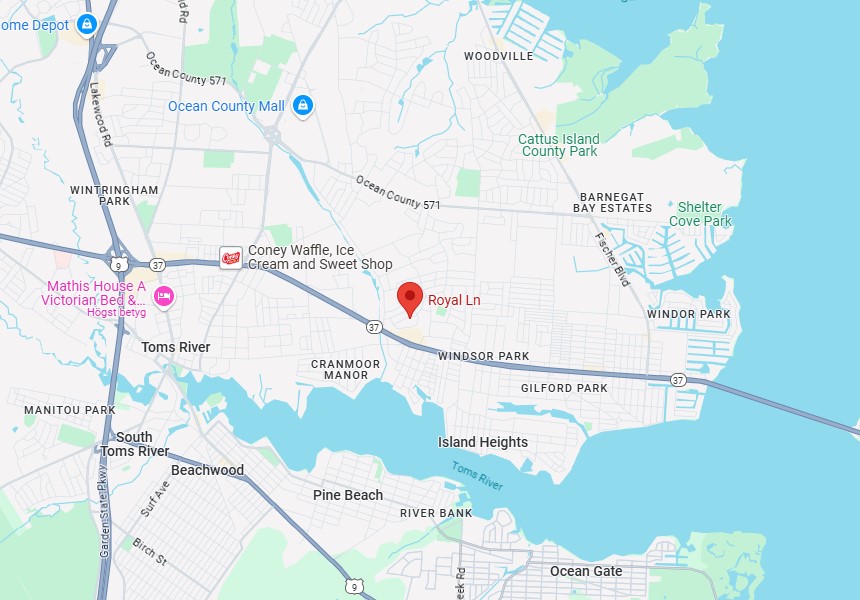 ome Depot
ld Rd
WOODVILLE
Ocean County 571
Lakewood Rd
Ocean County Mall
Cattus Island
County Park
WINTRINGHAM
PARK
Ocean County 571
BARNEGAT
BAY ESTATES
Shelter
Cove Park
Fischer Blvd
Coney Waffle, Ice
Cream and Sweet Shop
9
37
Mathis House A
Victorian Bed &...
Högst betyg
Royal Ln
37
WINDOR PARK
Toms River
CRANMOOR
MANOR
WINDSOR PARK
GILFORD PARK
37
MANITOU PARK
South
Toms River
Island Heights
Beachwood
Toms River
Garden State Pkwy
Surf Ave
Pine Beach
RIVER BANK
Birch St
9
eek Rd
Ocean Gate